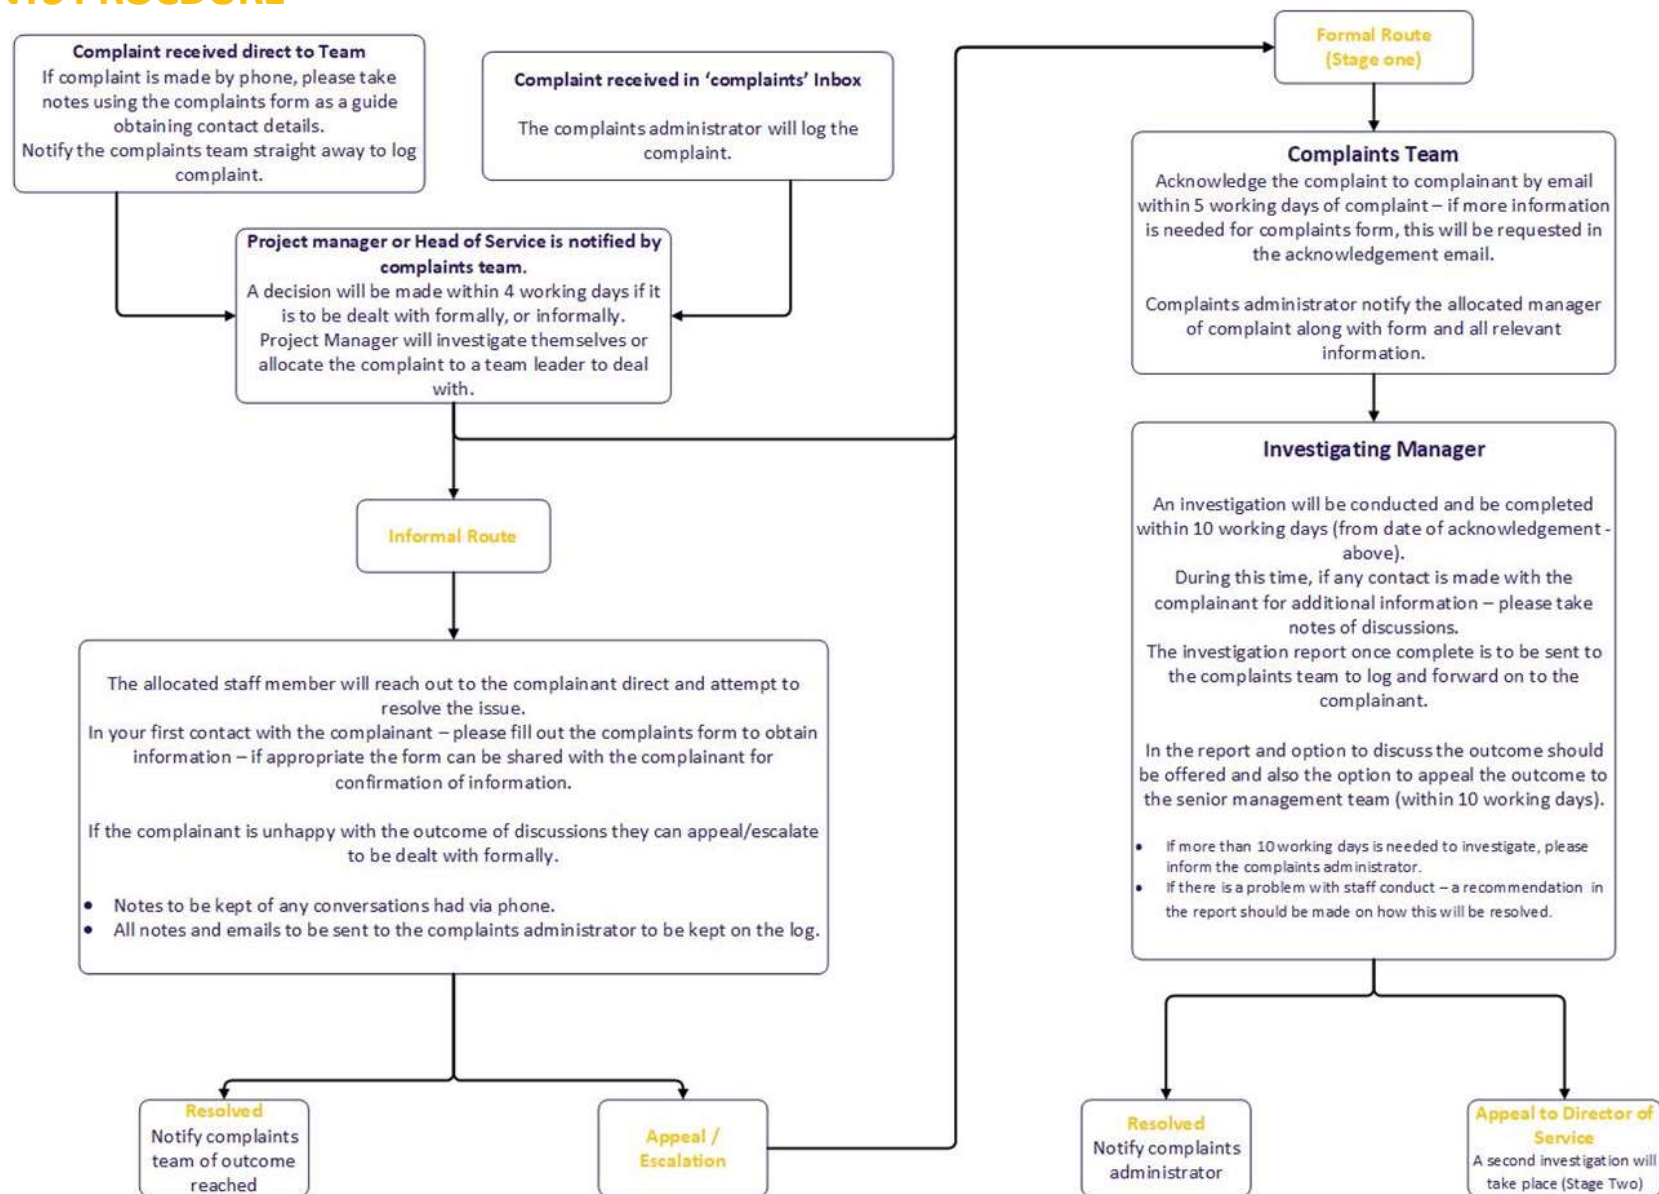 Complaint received direct to Team
If complaint is made by phone, please take
notes using the complaints form as a guide
obtaining contact details.
Notify the complaints team straight away to log
complaint.
Complaint received in ‘complaints’ Inbox
The complaints administrator will log the
complaint.
Project manager or Head of Service is notified by
complaints team.
A decision will be made within 4 working days if it
is to be dealt with formally, or informally.
Project Manager will investigate themselves or
allocate the complaint to a team leader to deal
with.
Informal Route
The allocated staff member will reach out to the complainant direct and attempt to
resolve the issue.
In your first contact with the complainant – please fill out the complaints form to obtain
information – if appropriate the form can be shared with the complainant for
confirmation of information.
If the complainant is unhappy with the outcome of discussions they can appeal/escalate
to be dealt with formally.
• Notes to be kept of any conversations had via phone.
• All notes and emails to be sent to the complaints administrator to be kept on the log.
Resolved
Notify complaints
team of outcome
reached
Appeal /
Escalation
Formal Route
(Stage one)
Complaints Team
Acknowledge the complaint to complainant by email
within 5 working days of complaint – if more information
is needed for complaints form, this will be requested in
the acknowledgement email.
Complaints administrator notify the allocated manager
of complaint along with form and all relevant
information.
Investigating Manager
An investigation will be conducted and be completed
within 10 working days (from date of acknowledgement -
above).
During this time, if any contact is made with the
complainant for additional information – please take
notes of discussions.
The investigation report once complete is to be sent to
the complaints team to log and forward on to the
complainant.
In the report and option to discuss the outcome should
be offered and also the option to appeal the outcome to
the senior management team (within 10 working days).
• If more than 10 working days is needed to investigate, please
inform the complaints administrator.
• If there is a problem with staff conduct – a recommendation in
the report should be made on how this will be resolved.
Resolved
Notify complaints
administrator
Appeal to Director of
Service
A second investigation will
take place (Stage Two)